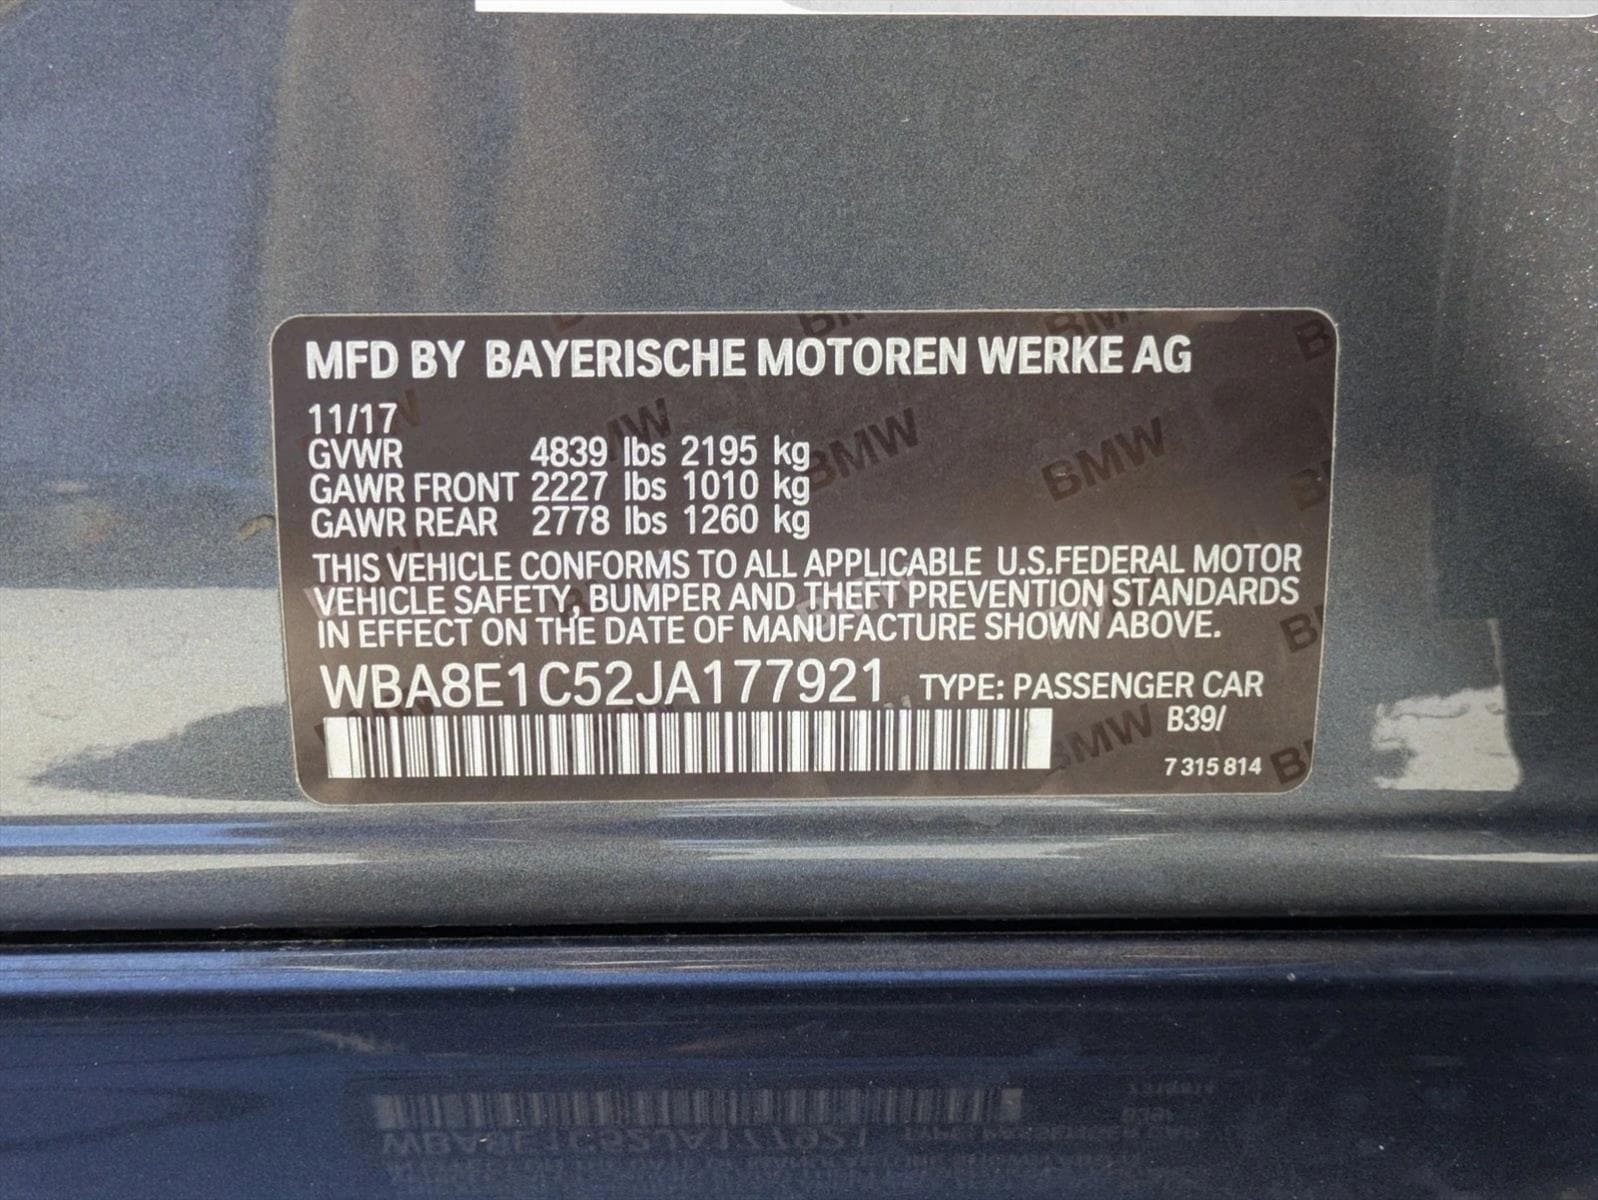 MFD BY BAYERISCHE MOTOREN WERKE AG
11/17
GVWR 4839 lbs 2195 kg
GAWR FRONT 2227 lbs 1010 kg
GAWR REAR 2778 lbs 1260 kg
THIS VEHICLE CONFORMS TO ALL APPLICABLE U.S.FEDERAL MOTOR
VEHICLE SAFETY, BUMPER AND THEFT PREVENTION STANDARDS
IN EFFECT ON THE DATE OF MANUFACTURE SHOWN ABOVE.
WBA8E1C52JA177921 TYPE: PASSENGER CAR
B39/
7 315 814